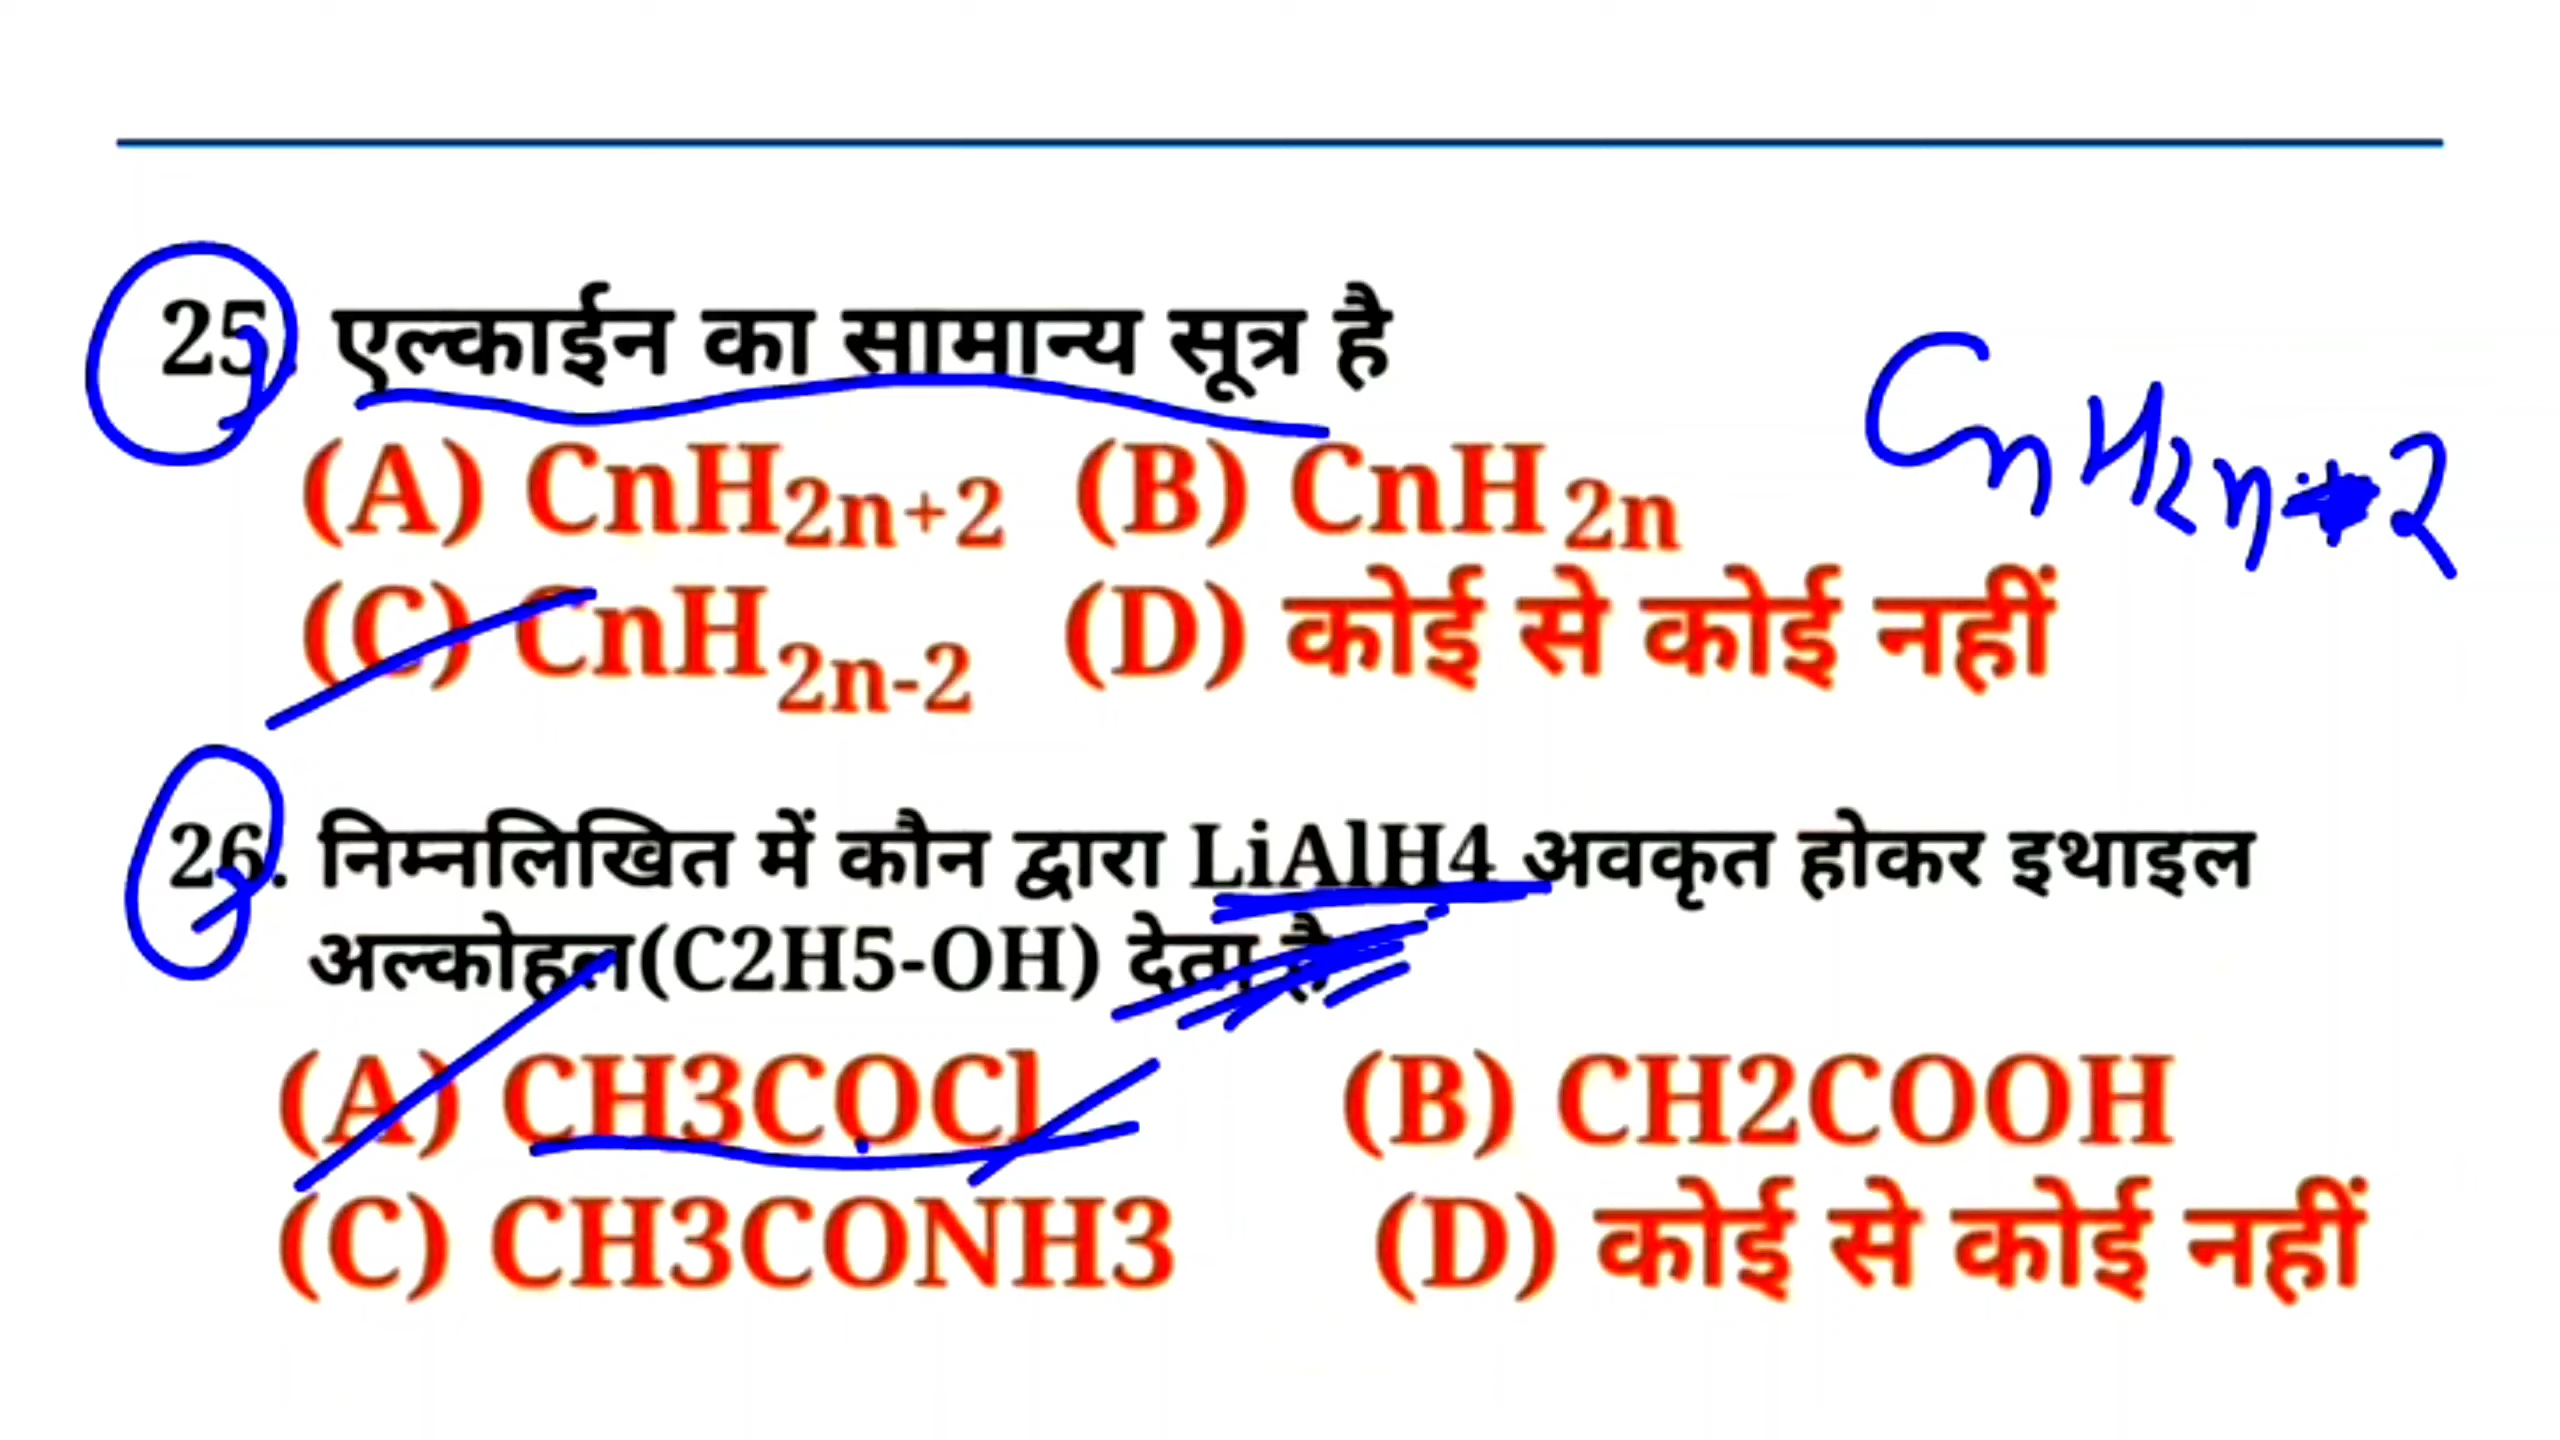 25. एल्काईन का सामान्य सूत्र है
(A) CnH2n+2 (B) CnH2n
CnH2n-2
(C) CnH2n-2 (D) कोई से कोई नहीं
26. निम्नलिखित में कौन द्वारा LiAlH4 अवकृत होकर इथाइल
अल्कोहल(C2H5-OH) देता है
(A) CH3COCl (B) CH2COOH
(C) CH3CONH3 (D) कोई से कोई नहीं